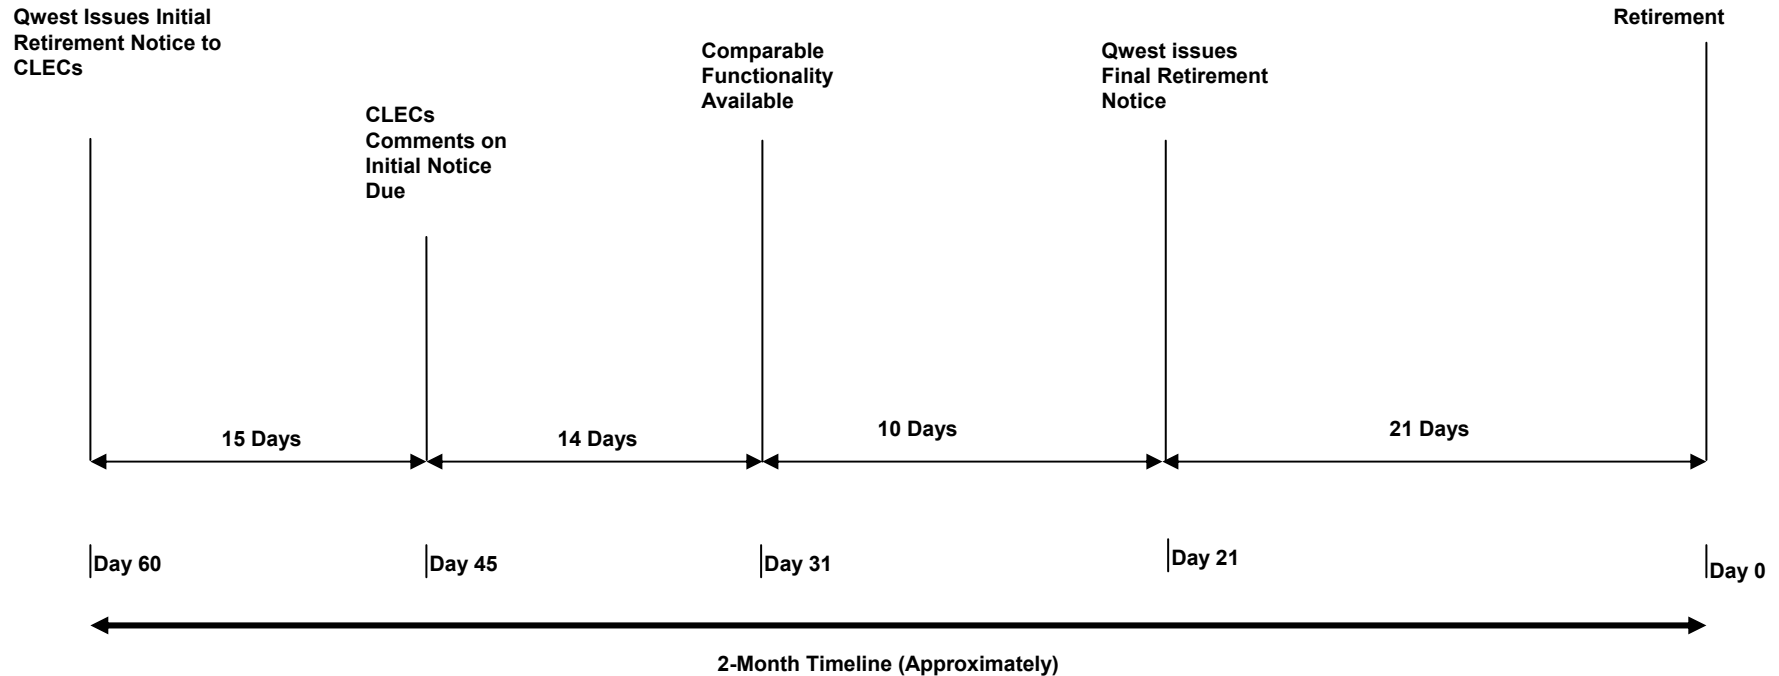 Qwest Issues Initial
Retirement Notice to
CLECs
CLECs
Comments on
Initial Notice
Due
Comparable
Functionality
Available
Qwest issues
Final Retirement
Notice
Retirement
15 Days
14 Days
10 Days
21 Days
Day 60
Day 45
Day 31
Day 21
Day 0
2-Month Timeline (Approximately)